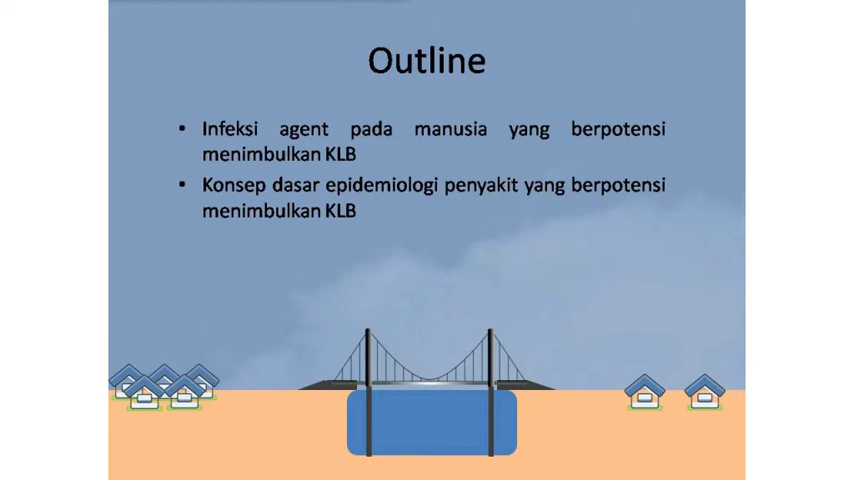 Outline
• Infeksi agent pada manusia yang berpotensi
menimbulkan KLB
• Konsep dasar epidemiologi penyakit yang berpotensi
menimbulkan KLB